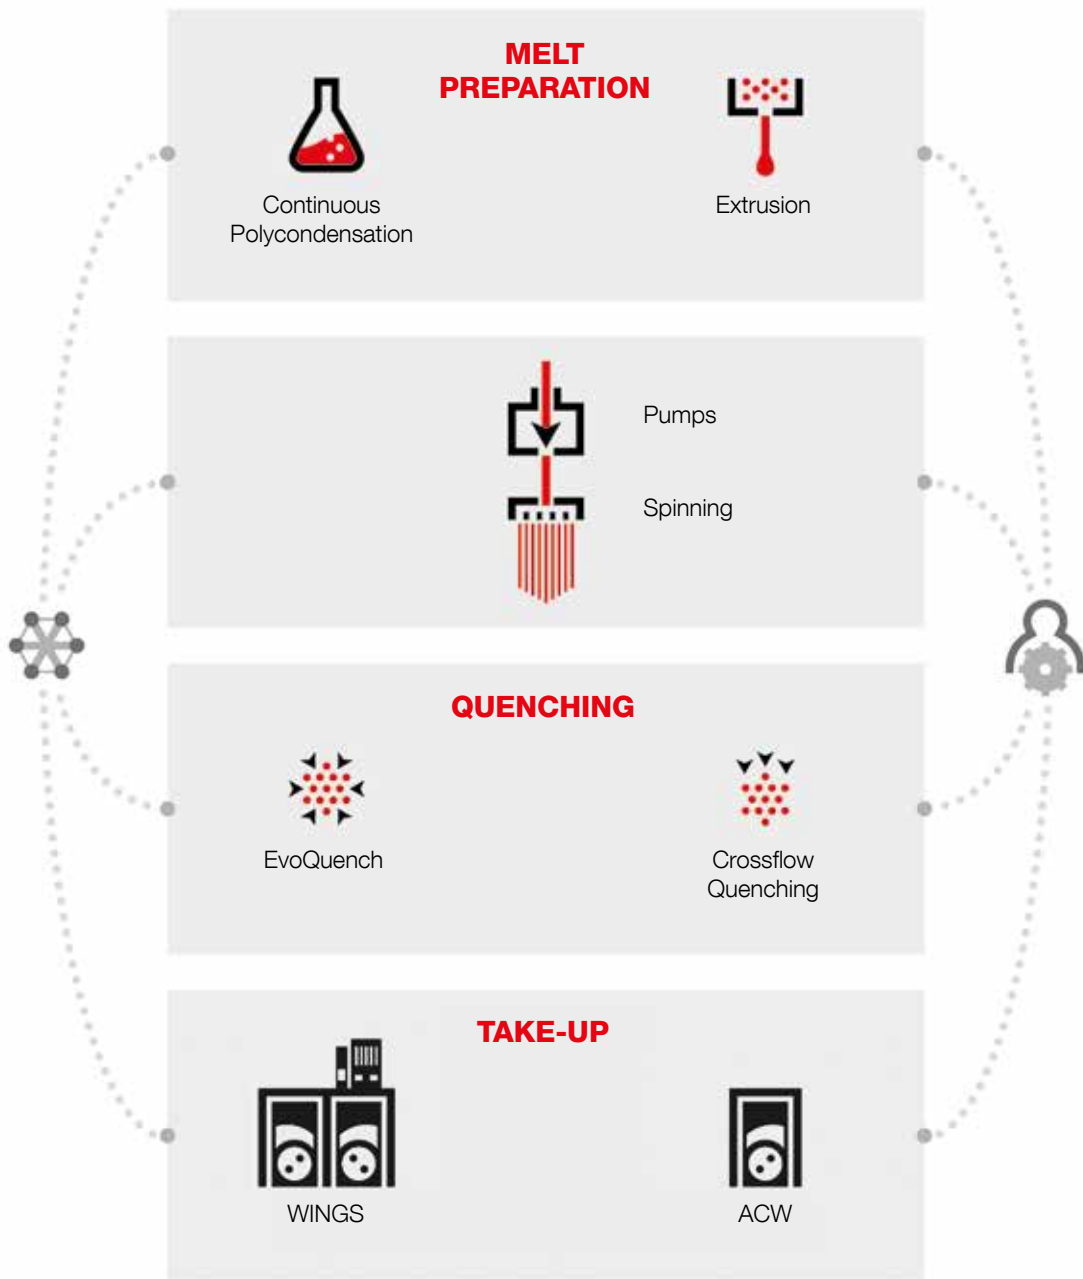 MELT
PREPARATION
Continuous
Polycondensation
Extrusion
Pumps
Spinning
QUENCHING
EvoQuench
Crossflow
Quenching
TAKE-UP
WINGS
ACW